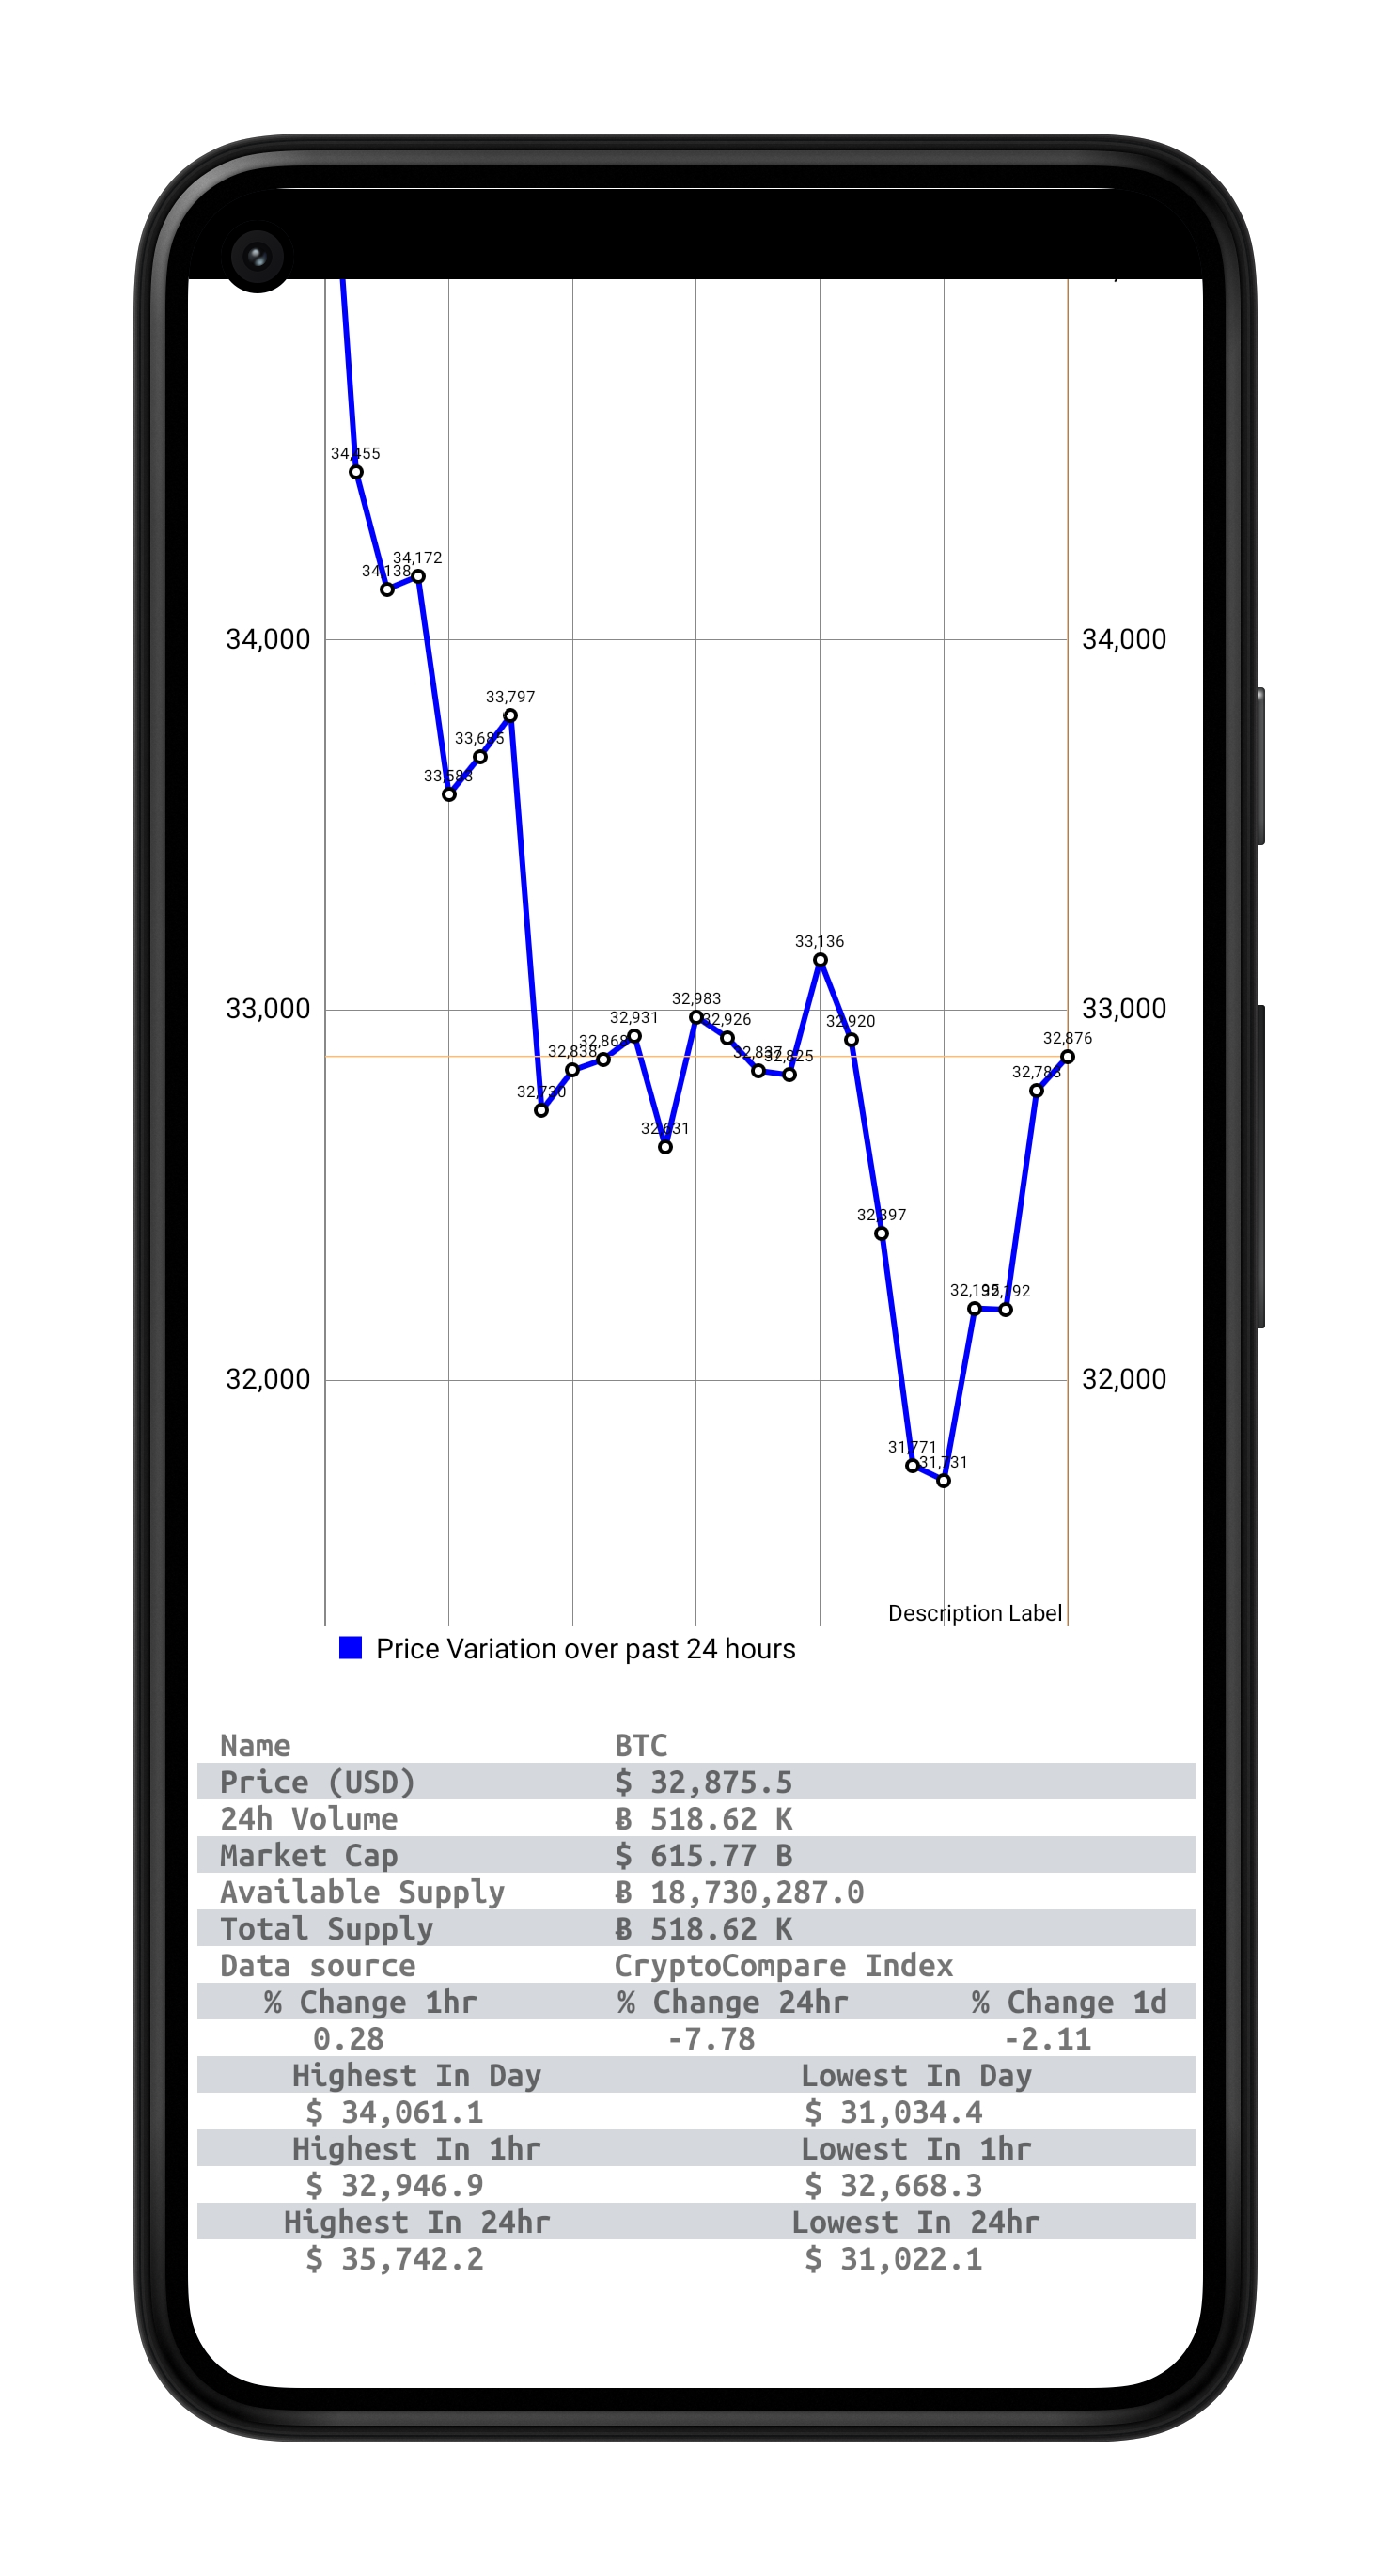 34,455
34,172
34,138
34,000 34,000
33,797
33,685
33,583
33,136
33,000 33,000
32,983
32,931 32,926 32,920
32,876
32,838 32,868 32,837 32,825
32,788
32,730
32,631
32,397
32,195 32,192
32,000 32,000
31,771
31,731
Description Label
Price Variation over past 24 hours
Name BTC
Price (USD) $ 32,875.5
24h Volume Ƀ 518.62 K
Market Cap $ 615.77 B
Available Supply Ƀ 18,730,287.0
Total Supply Ƀ 518.62 K
Data source CryptoCompare Index
% Change 1hr % Change 24hr % Change 1d
0.28 -7.78 -2.11
Highest In Day Lowest In Day
$ 34,061.1 $ 31,034.4
Highest In 1hr Lowest In 1hr
$ 32,946.9 $ 32,668.3
Highest In 24hr Lowest In 24hr
$ 35,742.2 $ 31,022.1